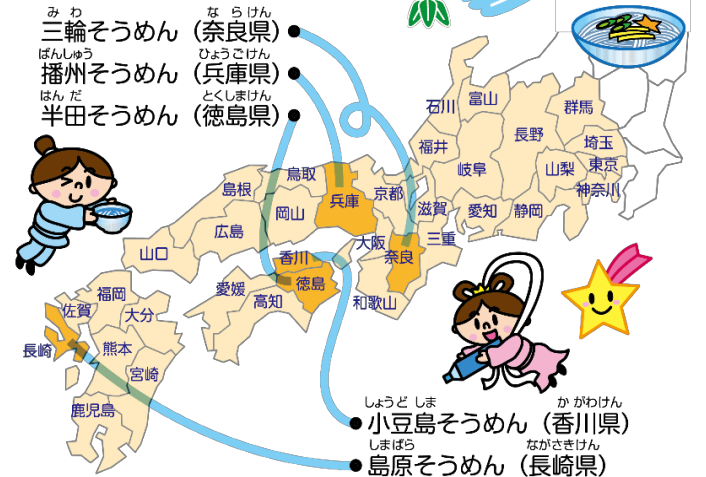 みわ ならけん
三輪そうめん（奈良県）
ばんしゅう ひょうごけん
播州そうめん（兵庫県）
はんだ とくしまけん
半田そうめん（徳島県）
石川
富山
群馬
福井
長野
埼玉
岐阜
山梨
東京
神奈川
鳥取
島根
兵庫
京都
滋賀
愛知
静岡
岡山
広島
大阪
奈良
三重
山口
香川
徳島
愛媛
高知
和歌山
福岡
佐賀
大分
長崎
熊本
宮崎
鹿児島
しょうどしま かがわけん
小豆島そうめん（香川県）
しまばら ながさきけん
島原そうめん（長崎県）